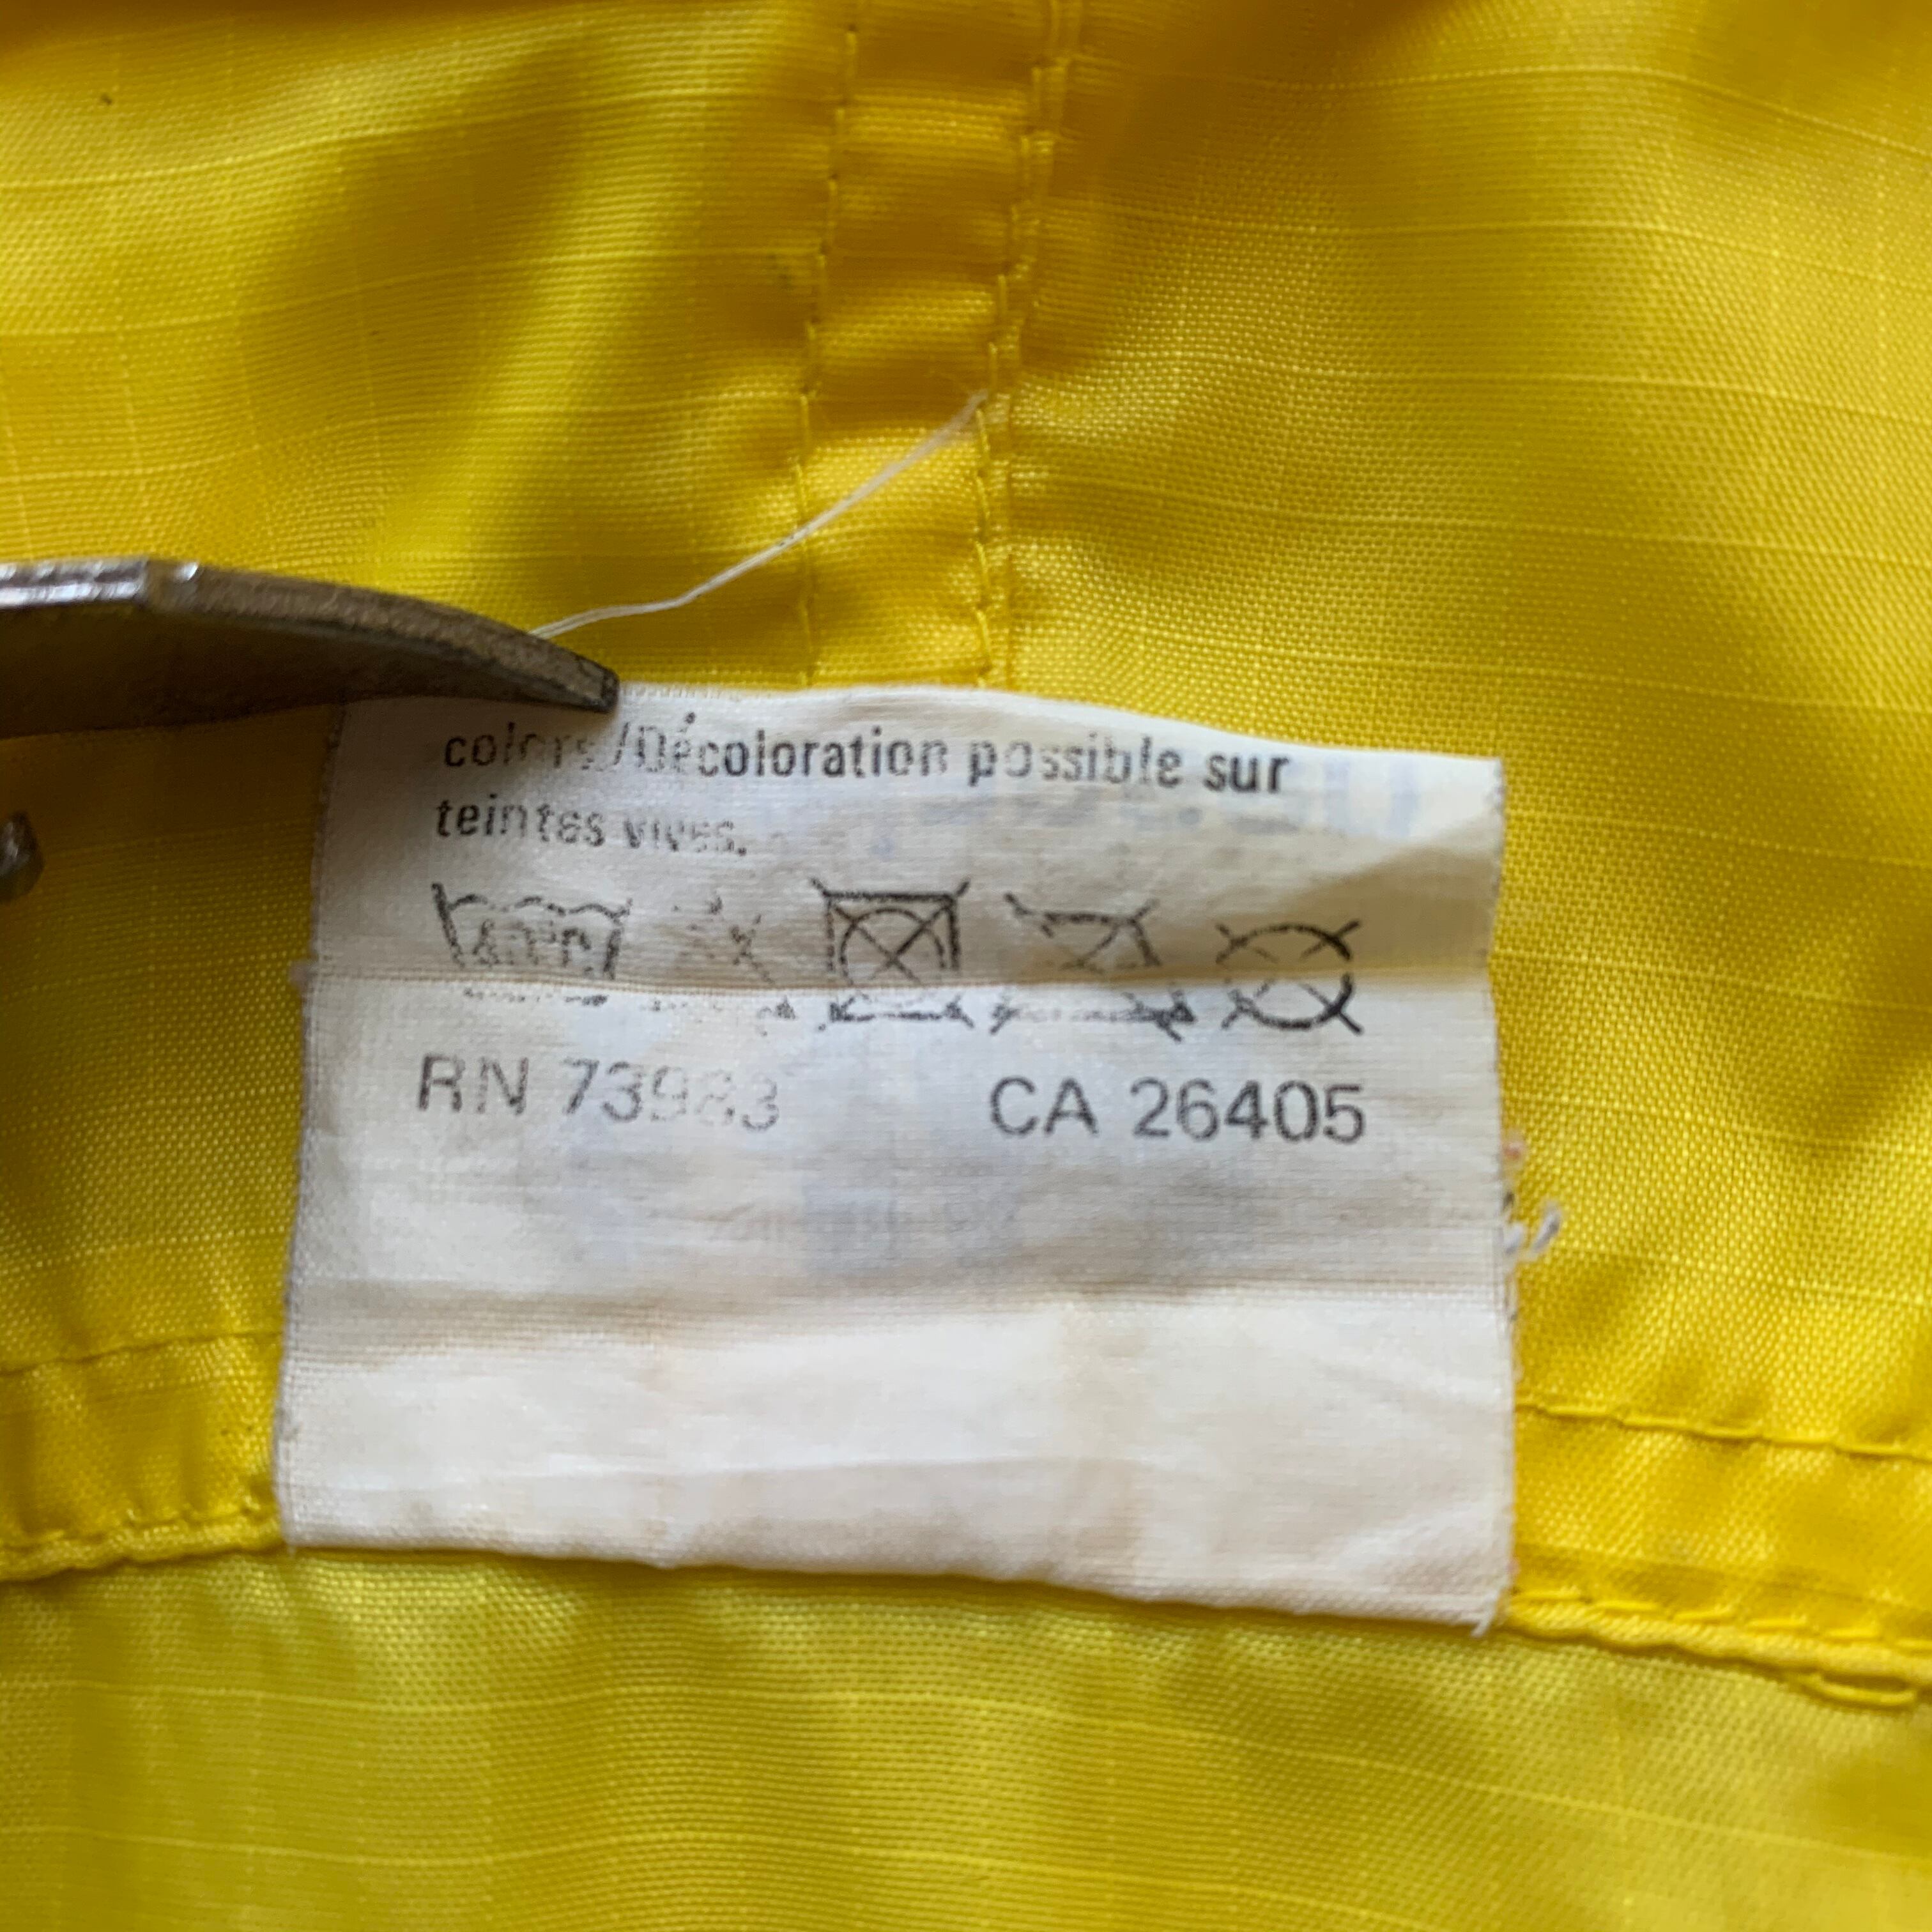 colors/Décoloration possible sur
teintes vives.
RN 73983 CA 26405